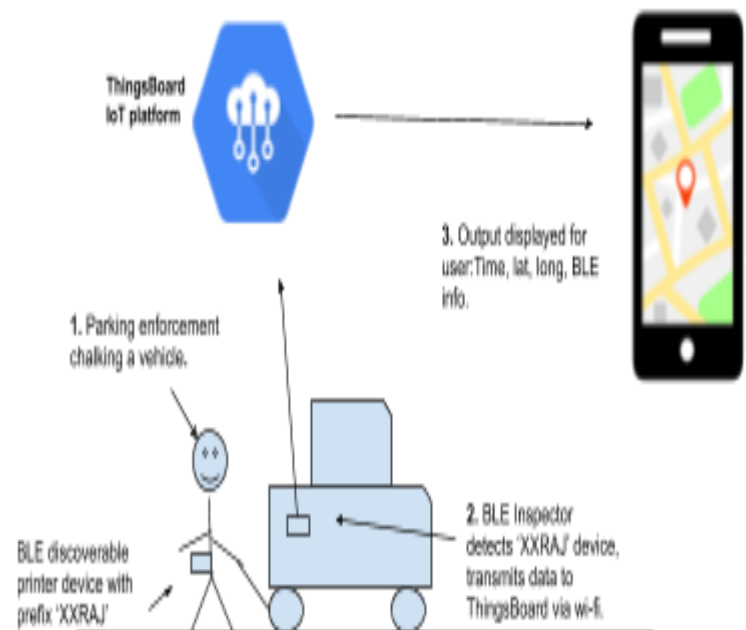 ThingsBoard
IoT platform
3. Output displayed for
user:Time, lat, long, BLE
info.
1. Parking enforcement
chalking a vehicle.
2. BLE Inspector
detects 'XXRAJ' device,
transmits data to
ThingsBoard via wi-fi.
BLE discoverable
printer device with
prefix 'XXRAJ'